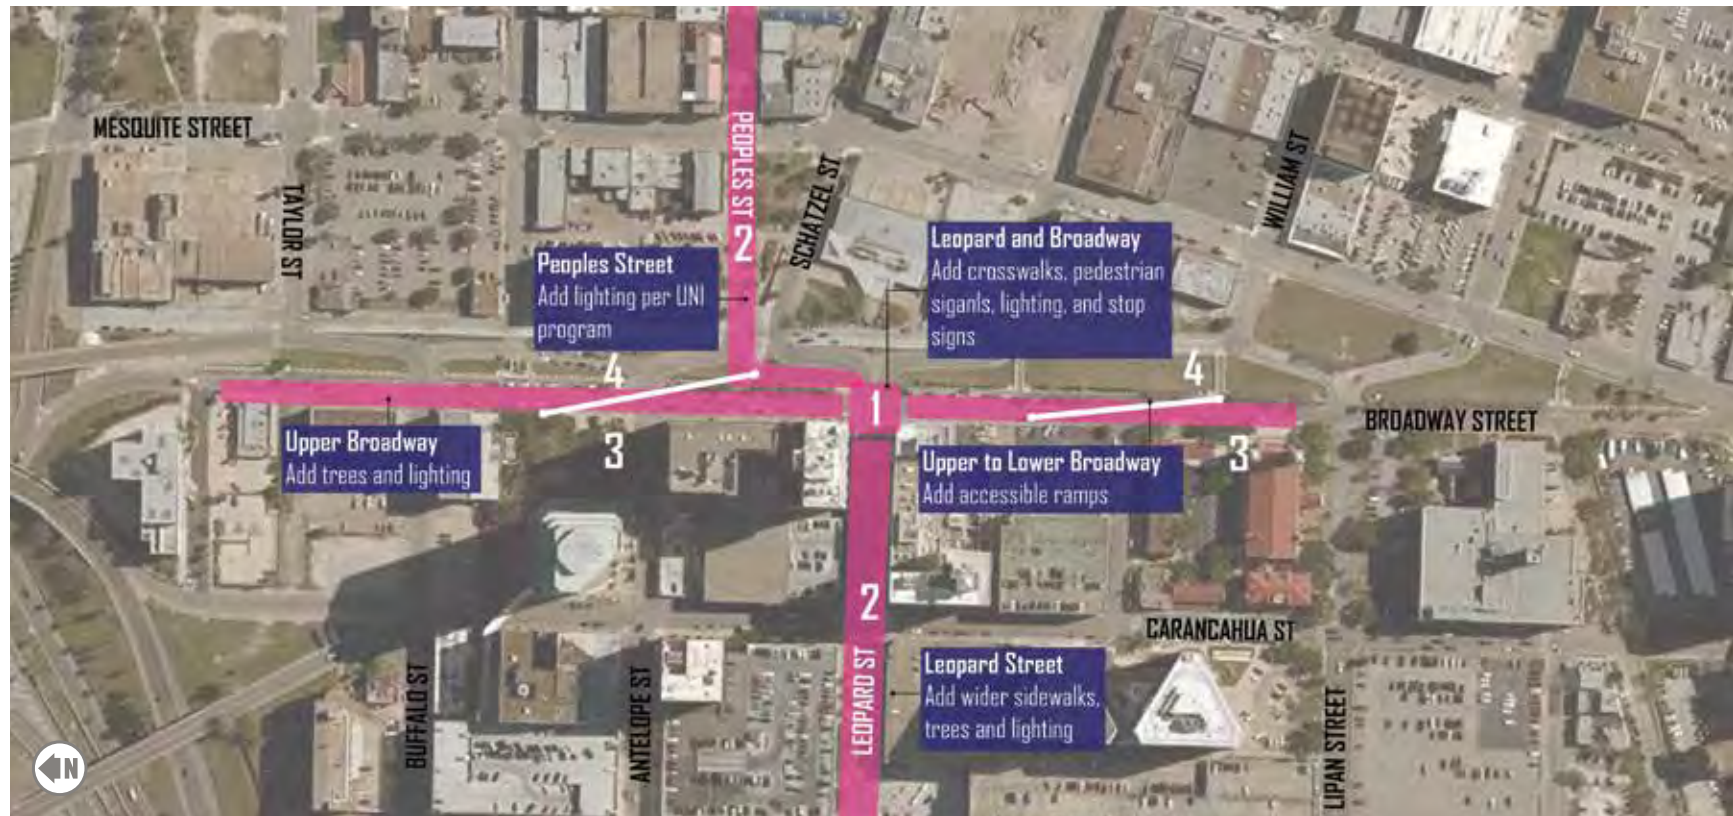 MESQUITE STREET
TAYLOR ST
PEOPLES ST
2
SCHATZEL ST
WILLIAM ST
Peoples Street
Add lighting per UNI
program
Leopard and Broadway
Add crosswalks, pedestrian
siganls, lighting, and stop
signs
4
4
1
BROADWAY STREET
Upper Broadway
Add trees and lighting
3
Upper to Lower Broadway
Add accessible ramps
3
2
CARANCAHUA ST
BUFFALO ST
ANTELOPE ST
LEOPARD ST
Leopard Street
Add wider sidewalks,
trees and lighting
LIPAN STREET
N